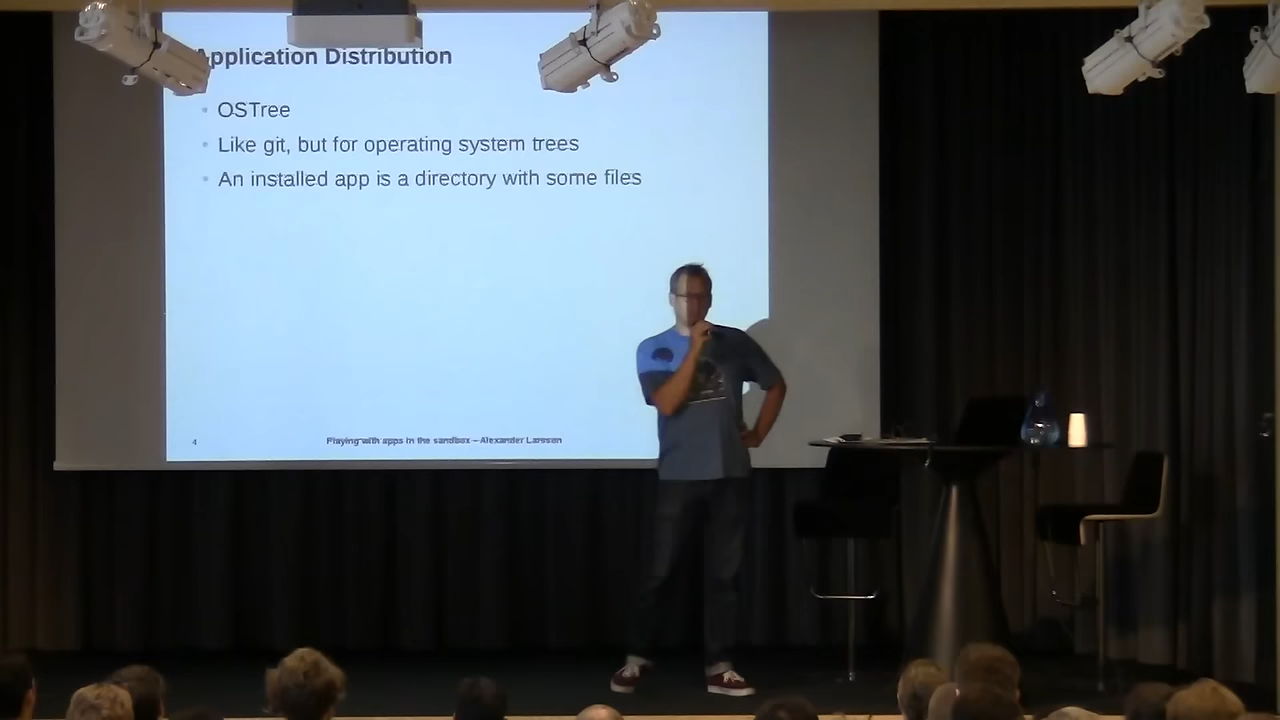 Application Distribution
OSTree
Like git, but for operating system trees
An installed app is a directory with some files
4
Playing with apps in the sandbox – Alexander Larsson